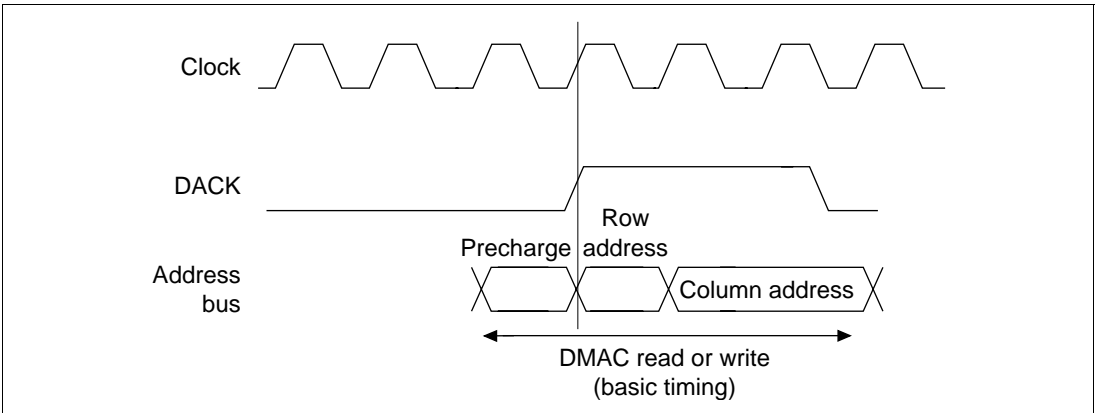 Clock
DACK
Row
Precharge address
Address
bus
Column address
DMAC read or write
(basic timing)